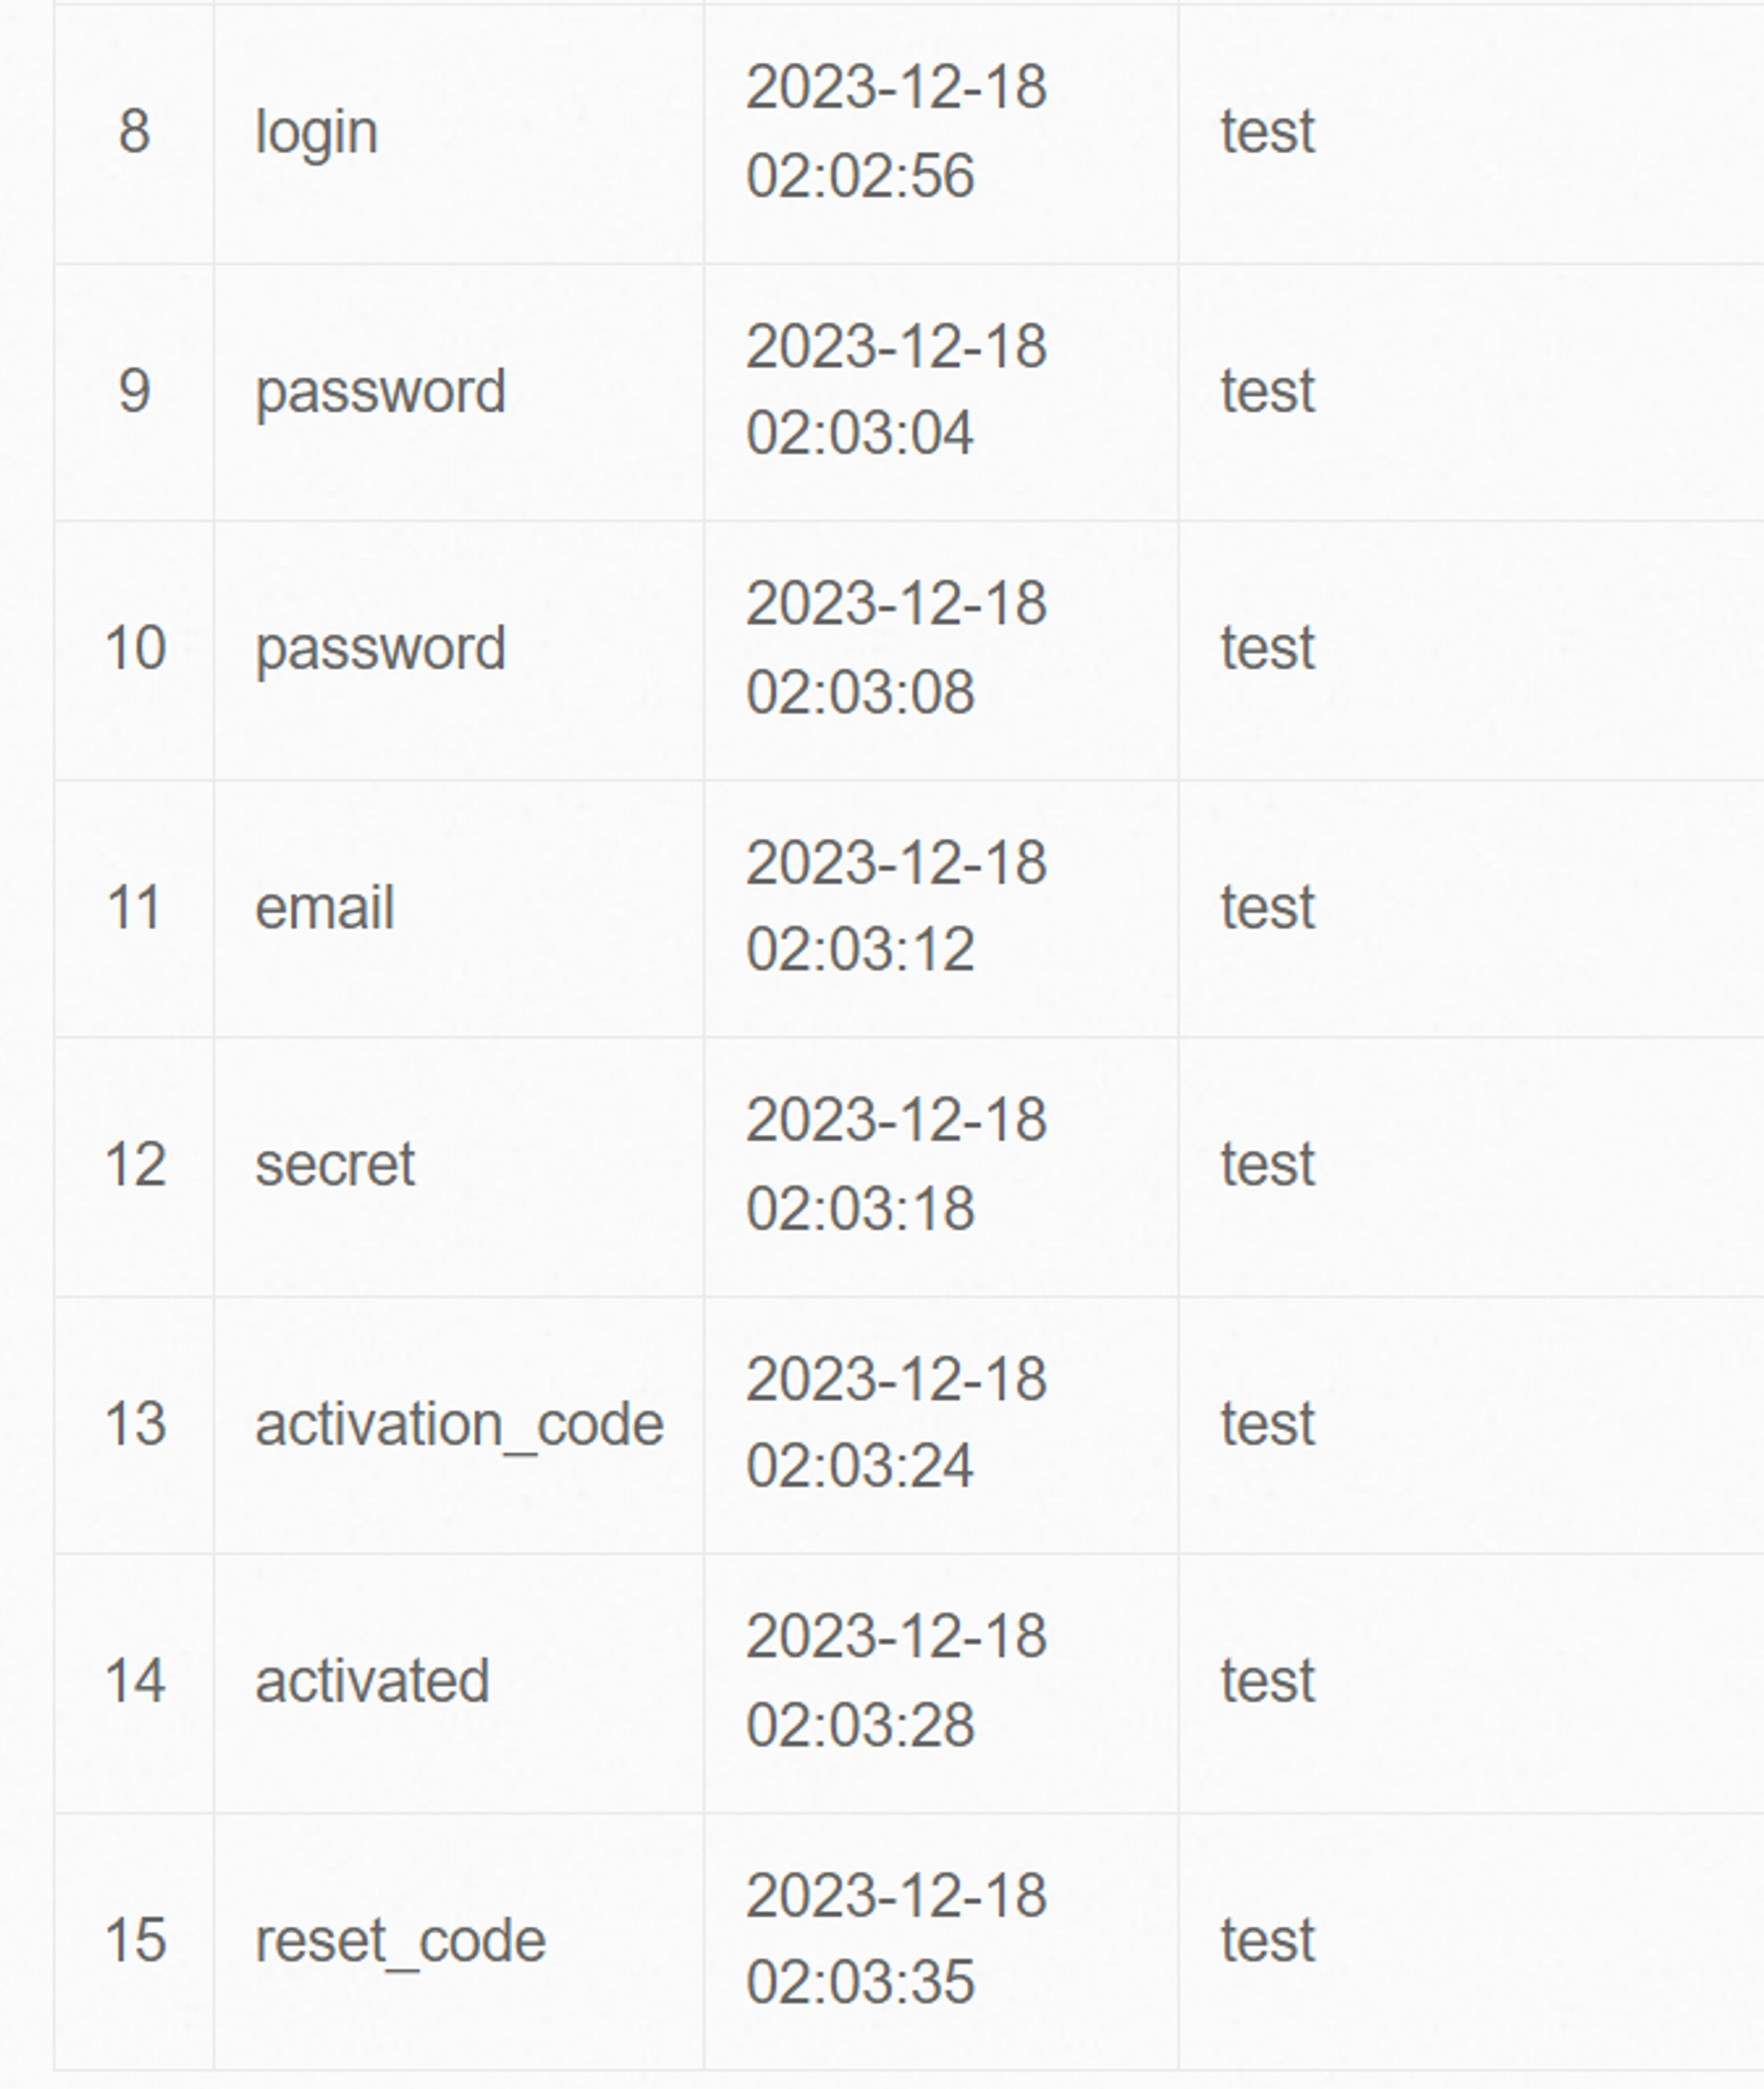 8 login 2023-12-18 test
02:02:56
9 password 2023-12-18 test
02:03:04
10 password 2023-12-18 test
02:03:08
11 email 2023-12-18 test
02:03:12
12 secret 2023-12-18 test
02:03:18
13 activation_code 2023-12-18 test
02:03:24
14 activated 2023-12-18 test
02:03:28
15 reset_code 2023-12-18 test
02:03:35